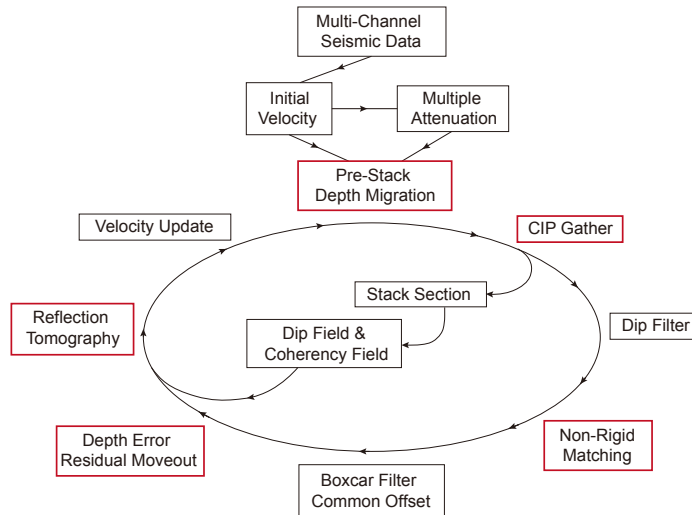 Multi-Channel
Seismic Data
Initial
Velocity
Multiple
Attenuation
Pre-Stack
Depth Migration
Velocity Update
CIP Gather
Stack Section
Reflection
Tomography
Dip Field &
Coherency Field
Dip Filter
Depth Error
Residual Moveout
Non-Rigid
Matching
Boxcar Filter
Common Offset